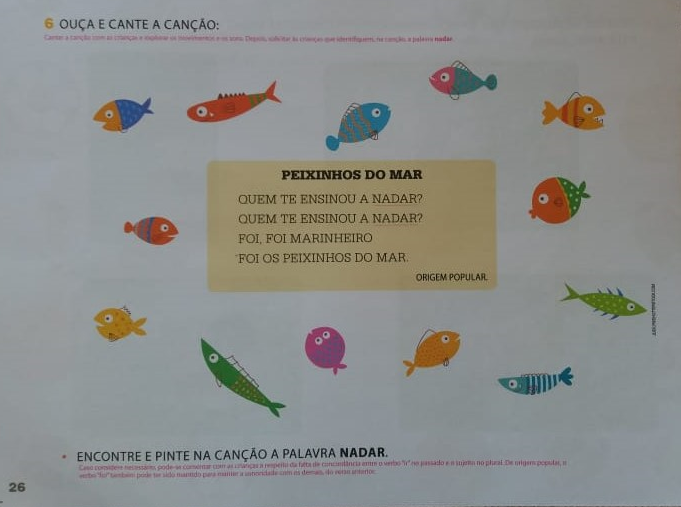 6 OUÇA E CANTE A CANÇÃO:
Cantar a canção com as crianças e explorar os movimentos e os sons. Depois, solicitar às crianças que identifiquem, na canção, a palavra nadar.
PEIXINHOS DO MAR
QUEM TE ENSINOU A NADAR?
QUEM TE ENSINOU A NADAR?
FOI, FOI MARINHEIRO
FOI OS PEIXINHOS DO MAR.
ORIGEM POPULAR.
• ENCONTRE E PINTE NA CANÇÃO A PALAVRA NADAR.
Caso considere necessário, pode-se conversar com as crianças a respeito da falta de concordância entre o verbo "ir" no passado e o sujeito no plural. De origem popular, o
verbo "foi" também pode ter sido mantido para manter a sonoridade com os demais, do verso anterior.
26